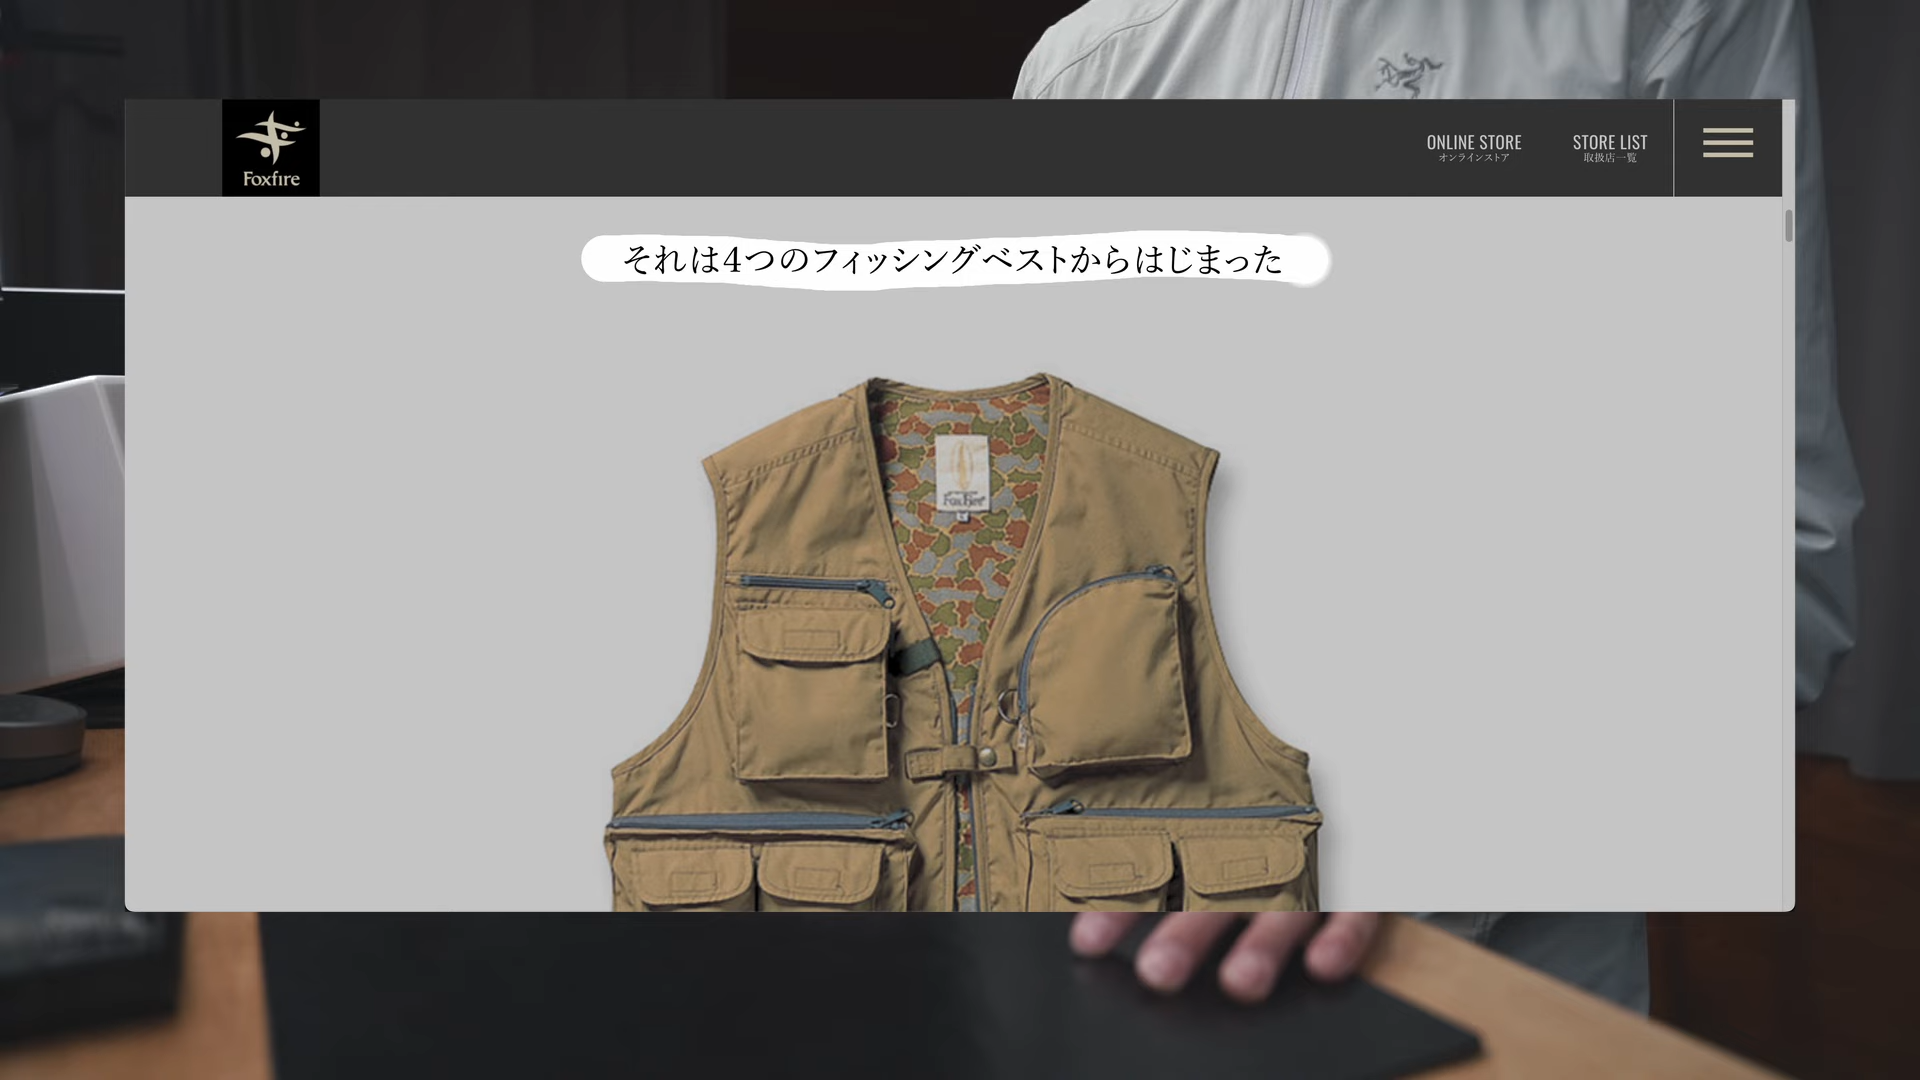 Foxfire
ONLINE STORE
オンラインストア
STORE LIST
取扱店一覧
それは4つのフィッシングベストからはじまった
FoxFire